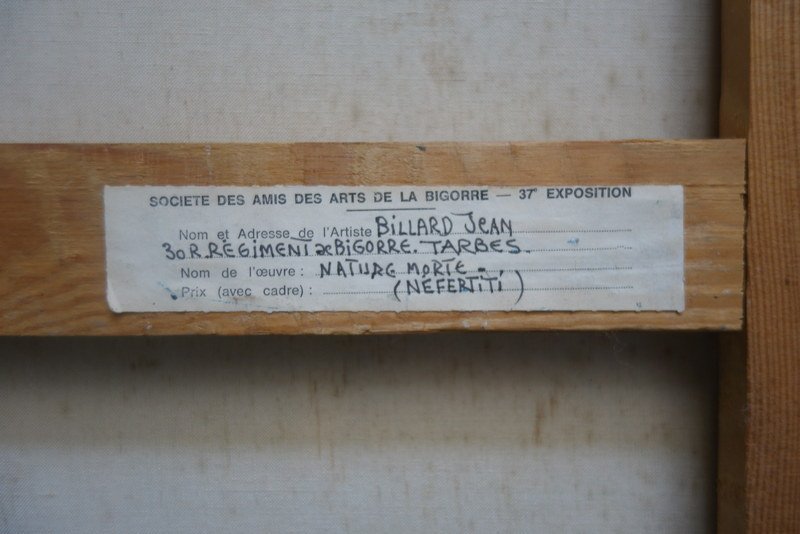 SOCIETE DES AMIS DES ARTS DE LA BIGORRE — 37e EXPOSITION
Nom et Adresse de l'Artiste BILLARD JEAN
30 R. REGIMENT de BIGORRE. TARBES.
Nom de l'œuvre : NATURE MORTE.
Prix (avec cadre) : (NEFERTITI)